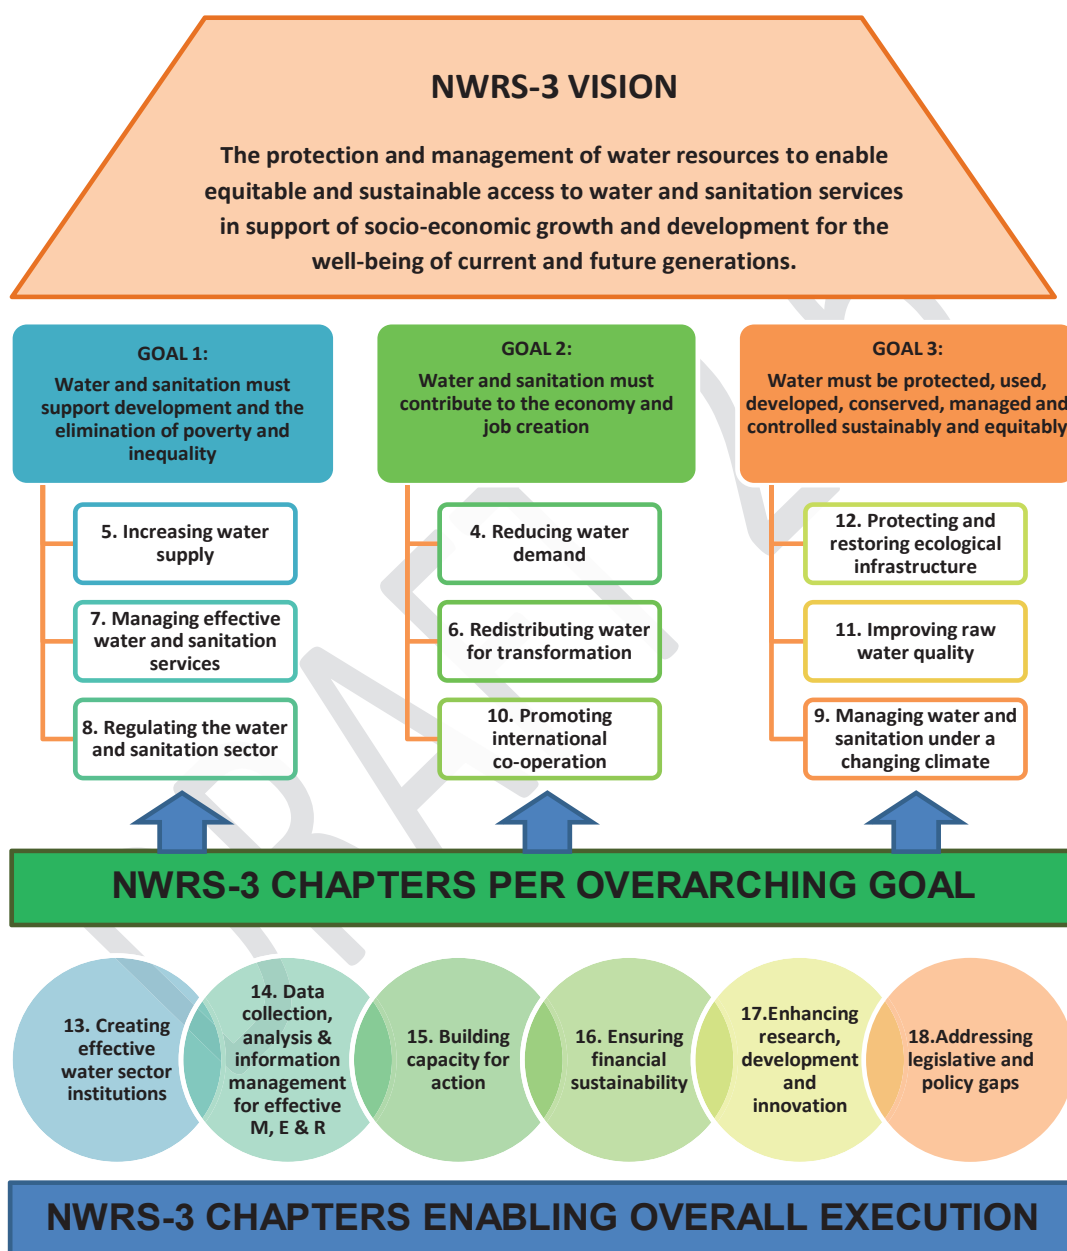 NWRS-3 VISION
The protection and management of water resources to enable
equitable and sustainable access to water and sanitation services
in support of socio-economic growth and development for the
well-being of current and future generations.
GOAL 1:
Water and sanitation must
support development and the
elimination of poverty and
inequality
5. Increasing water
supply
7. Managing effective
water and sanitation
services
8. Regulating the water
and sanitation sector
GOAL 2:
Water and sanitation must
contribute to the economy and
job creation
4. Reducing water
demand
6. Redistributing water
for transformation
10. Promoting
international
co-operation
GOAL 3:
Water must be protected, used,
developed, conserved, managed and
controlled sustainably and equitably
12. Protecting and
restoring ecological
infrastructure
11. Improving raw
water quality
9. Managing water and
sanitation under a
changing climate
NWRS-3 CHAPTERS PER OVERARCHING GOAL
13. Creating
effective
water sector
institutions
14. Data
collection,
analysis &
information
management
for effective
M, E & R
15. Building
capacity for
action
16. Ensuring
financial
sustainability
17.Enhancing
research,
development
and
innovation
18.Addressing
legislative and
policy gaps
NWRS-3 CHAPTERS ENABLING OVERALL EXECUTION
DRAFT